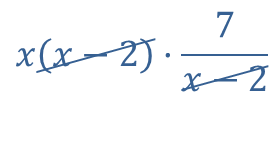 x(x − 2) · 7/(x − 2)